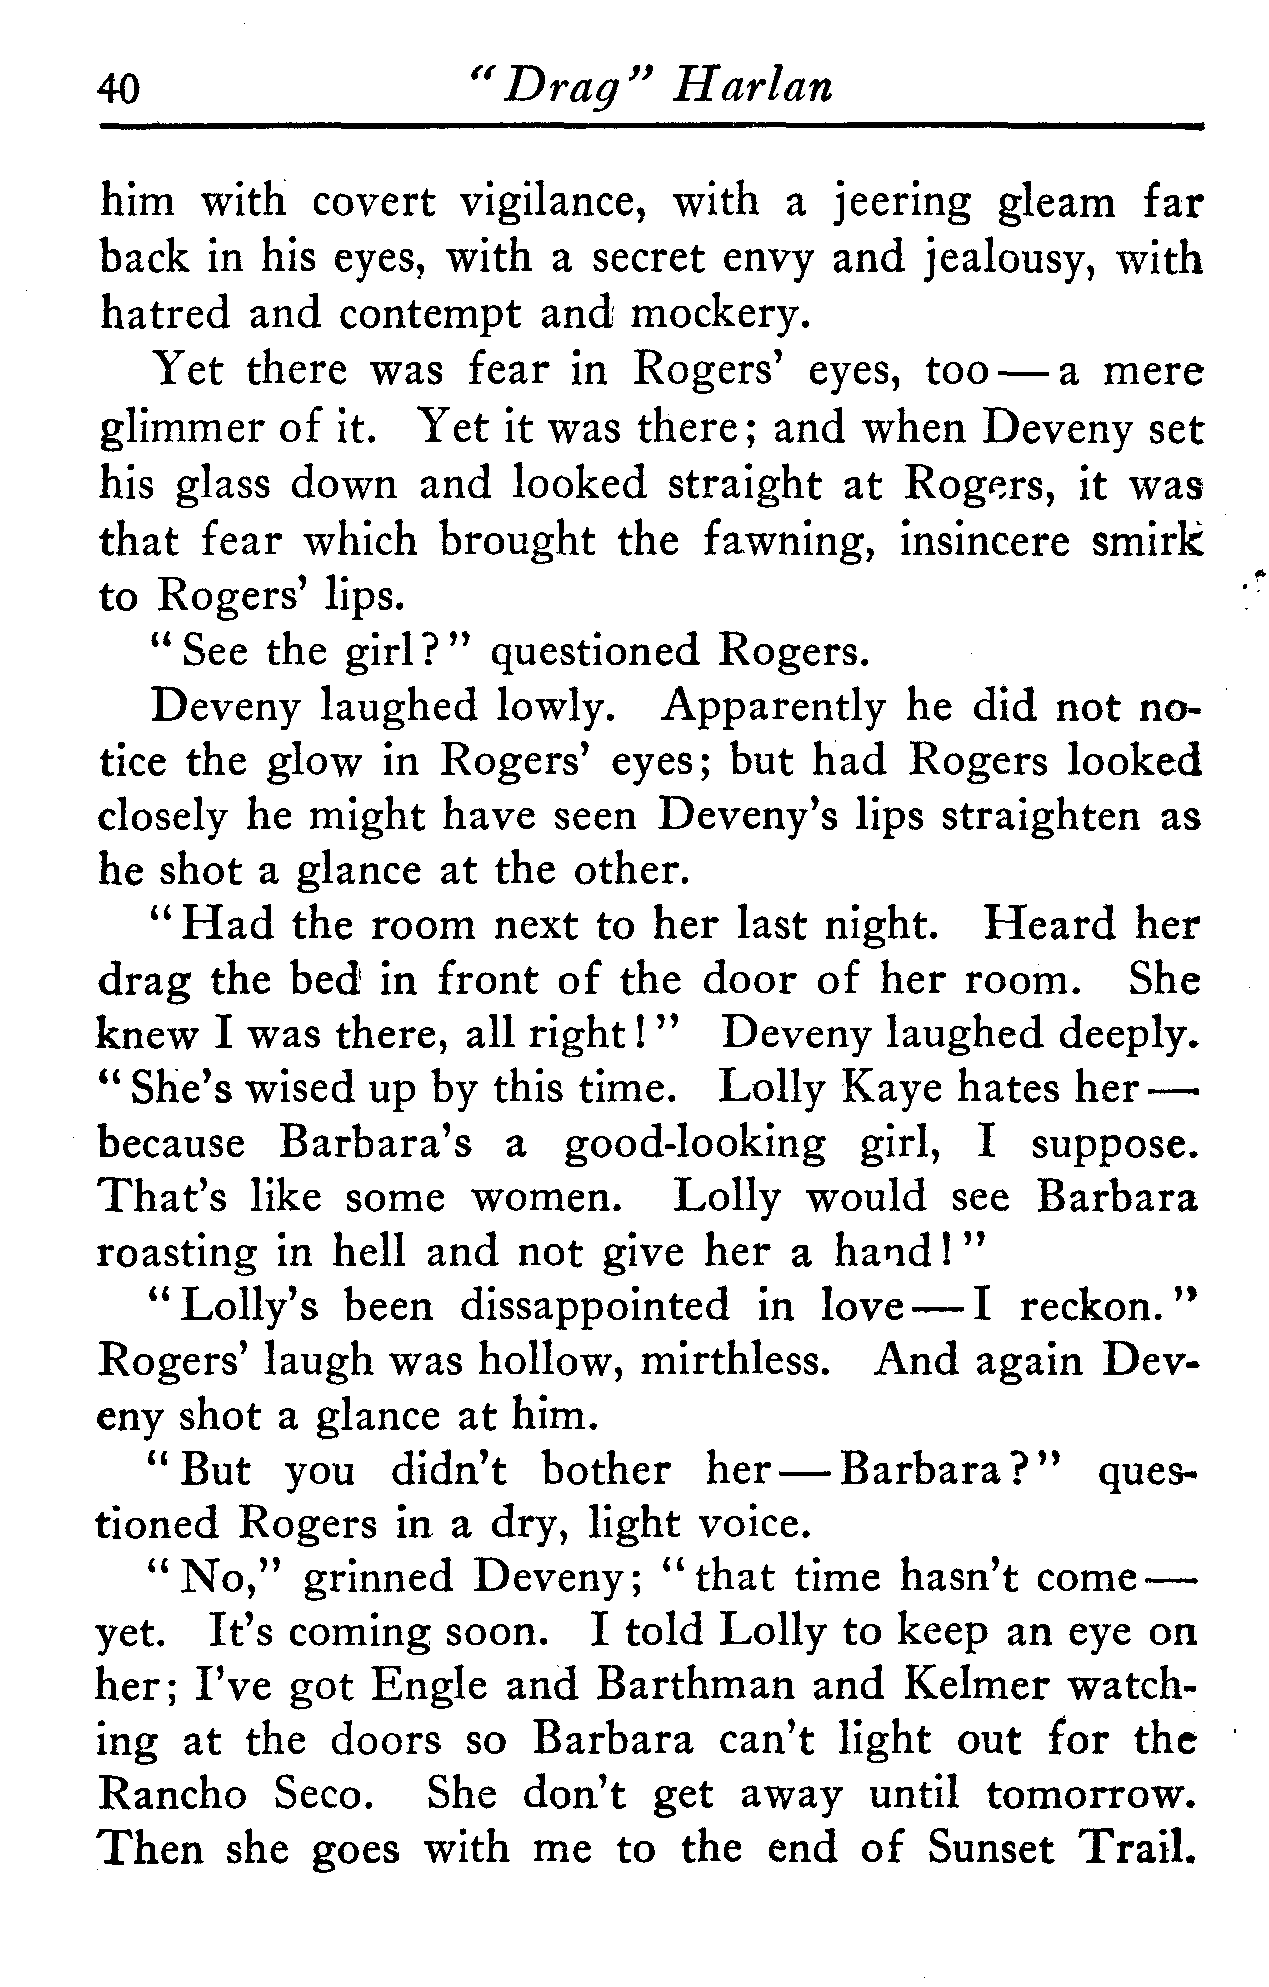 40 "Drag" Harlan
him with covert vigilance, with a jeering gleam far
back in his eyes, with a secret envy and jealousy, with
hatred and contempt and mockery.
Yet there was fear in Rogers' eyes, too—a mere
glimmer of it. Yet it was there; and when Deveny set
his glass down and looked straight at Rogers, it was
that fear which brought the fawning, insincere smirk
to Rogers' lips.
"See the girl?" questioned Rogers.
Deveny laughed lowly. Apparently he did not no-
tice the glow in Rogers' eyes; but had Rogers looked
closely he might have seen Deveny's lips straighten as
he shot a glance at the other.
"Had the room next to her last night. Heard her
drag the bed in front of the door of her room. She
knew I was there, all right!" Deveny laughed deeply.
"She's wised up by this time. Lolly Kaye hates her—
because Barbara's a good-looking girl, I suppose.
That's like some women. Lolly would see Barbara
roasting in hell and not give her a hand!"
"Lolly's been dissappointed in love—I reckon."
Rogers' laugh was hollow, mirthless. And again Dev-
eny shot a glance at him.
"But you didn't bother her—Barbara?" ques-
tioned Rogers in a dry, light voice.
"No," grinned Deveny; "that time hasn't come—
yet. It's coming soon. I told Lolly to keep an eye on
her; I've got Engle and Barthman and Kelmer watch-
ing at the doors so Barbara can't light out for the
Rancho Seco. She don't get away until tomorrow.
Then she goes with me to the end of Sunset Trail.